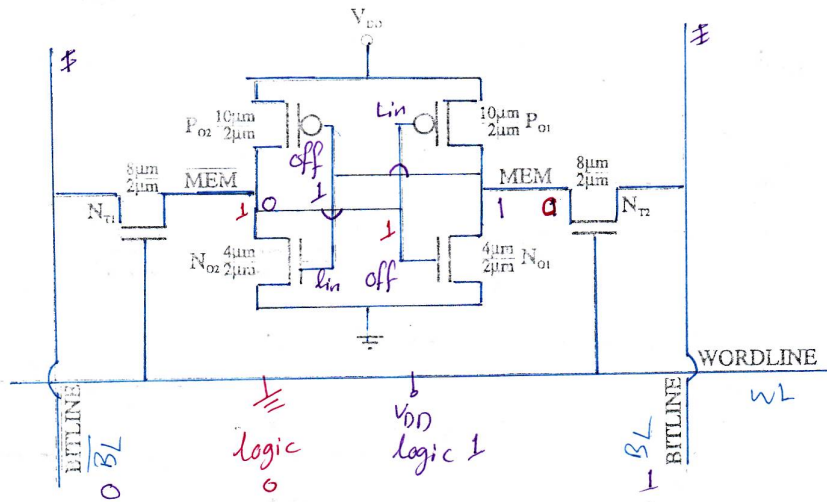 V_DD
P_O2 10µm/2µm
Lin
10µm/2µm P_O1
off
8µm/2µm
MEM̅
1
MEM
8µm/2µm
N_T1
1
0
1
1
0
N_T2
N_O2 4µm/2µm
lin
off
4µm/2µm N_O1
WORDLINE
WL
BITLINE
B̅L̅
0
logic
0
V_DD
logic 1
BL
1
BITLINE